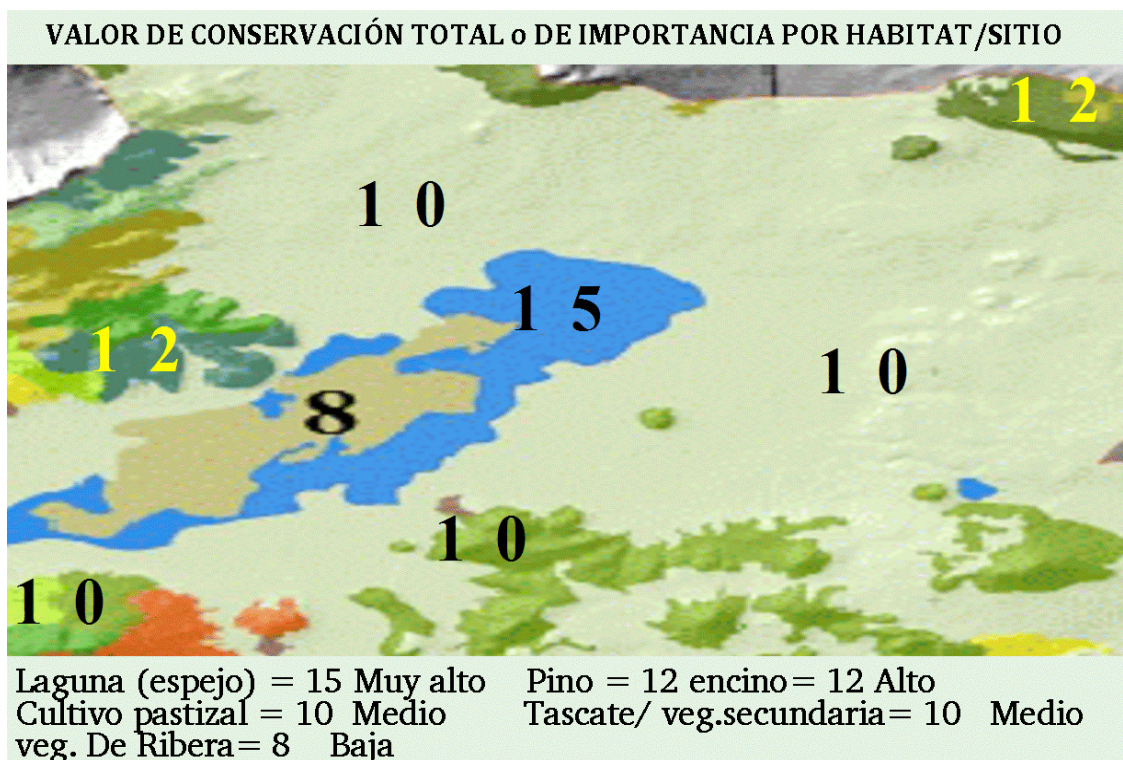 VALOR DE CONSERVACIÓN TOTAL o DE IMPORTANCIA POR HABITAT/SITIO
1 2
1 0
1 5
1 2
1 0
8
1 0
1 0
Laguna (espejo) = 15 Muy alto Pino = 12 encino= 12 Alto
Cultivo pastizal = 10 Medio Tascate/ veg.secundaria= 10 Medio
veg. De Ribera= 8 Baja